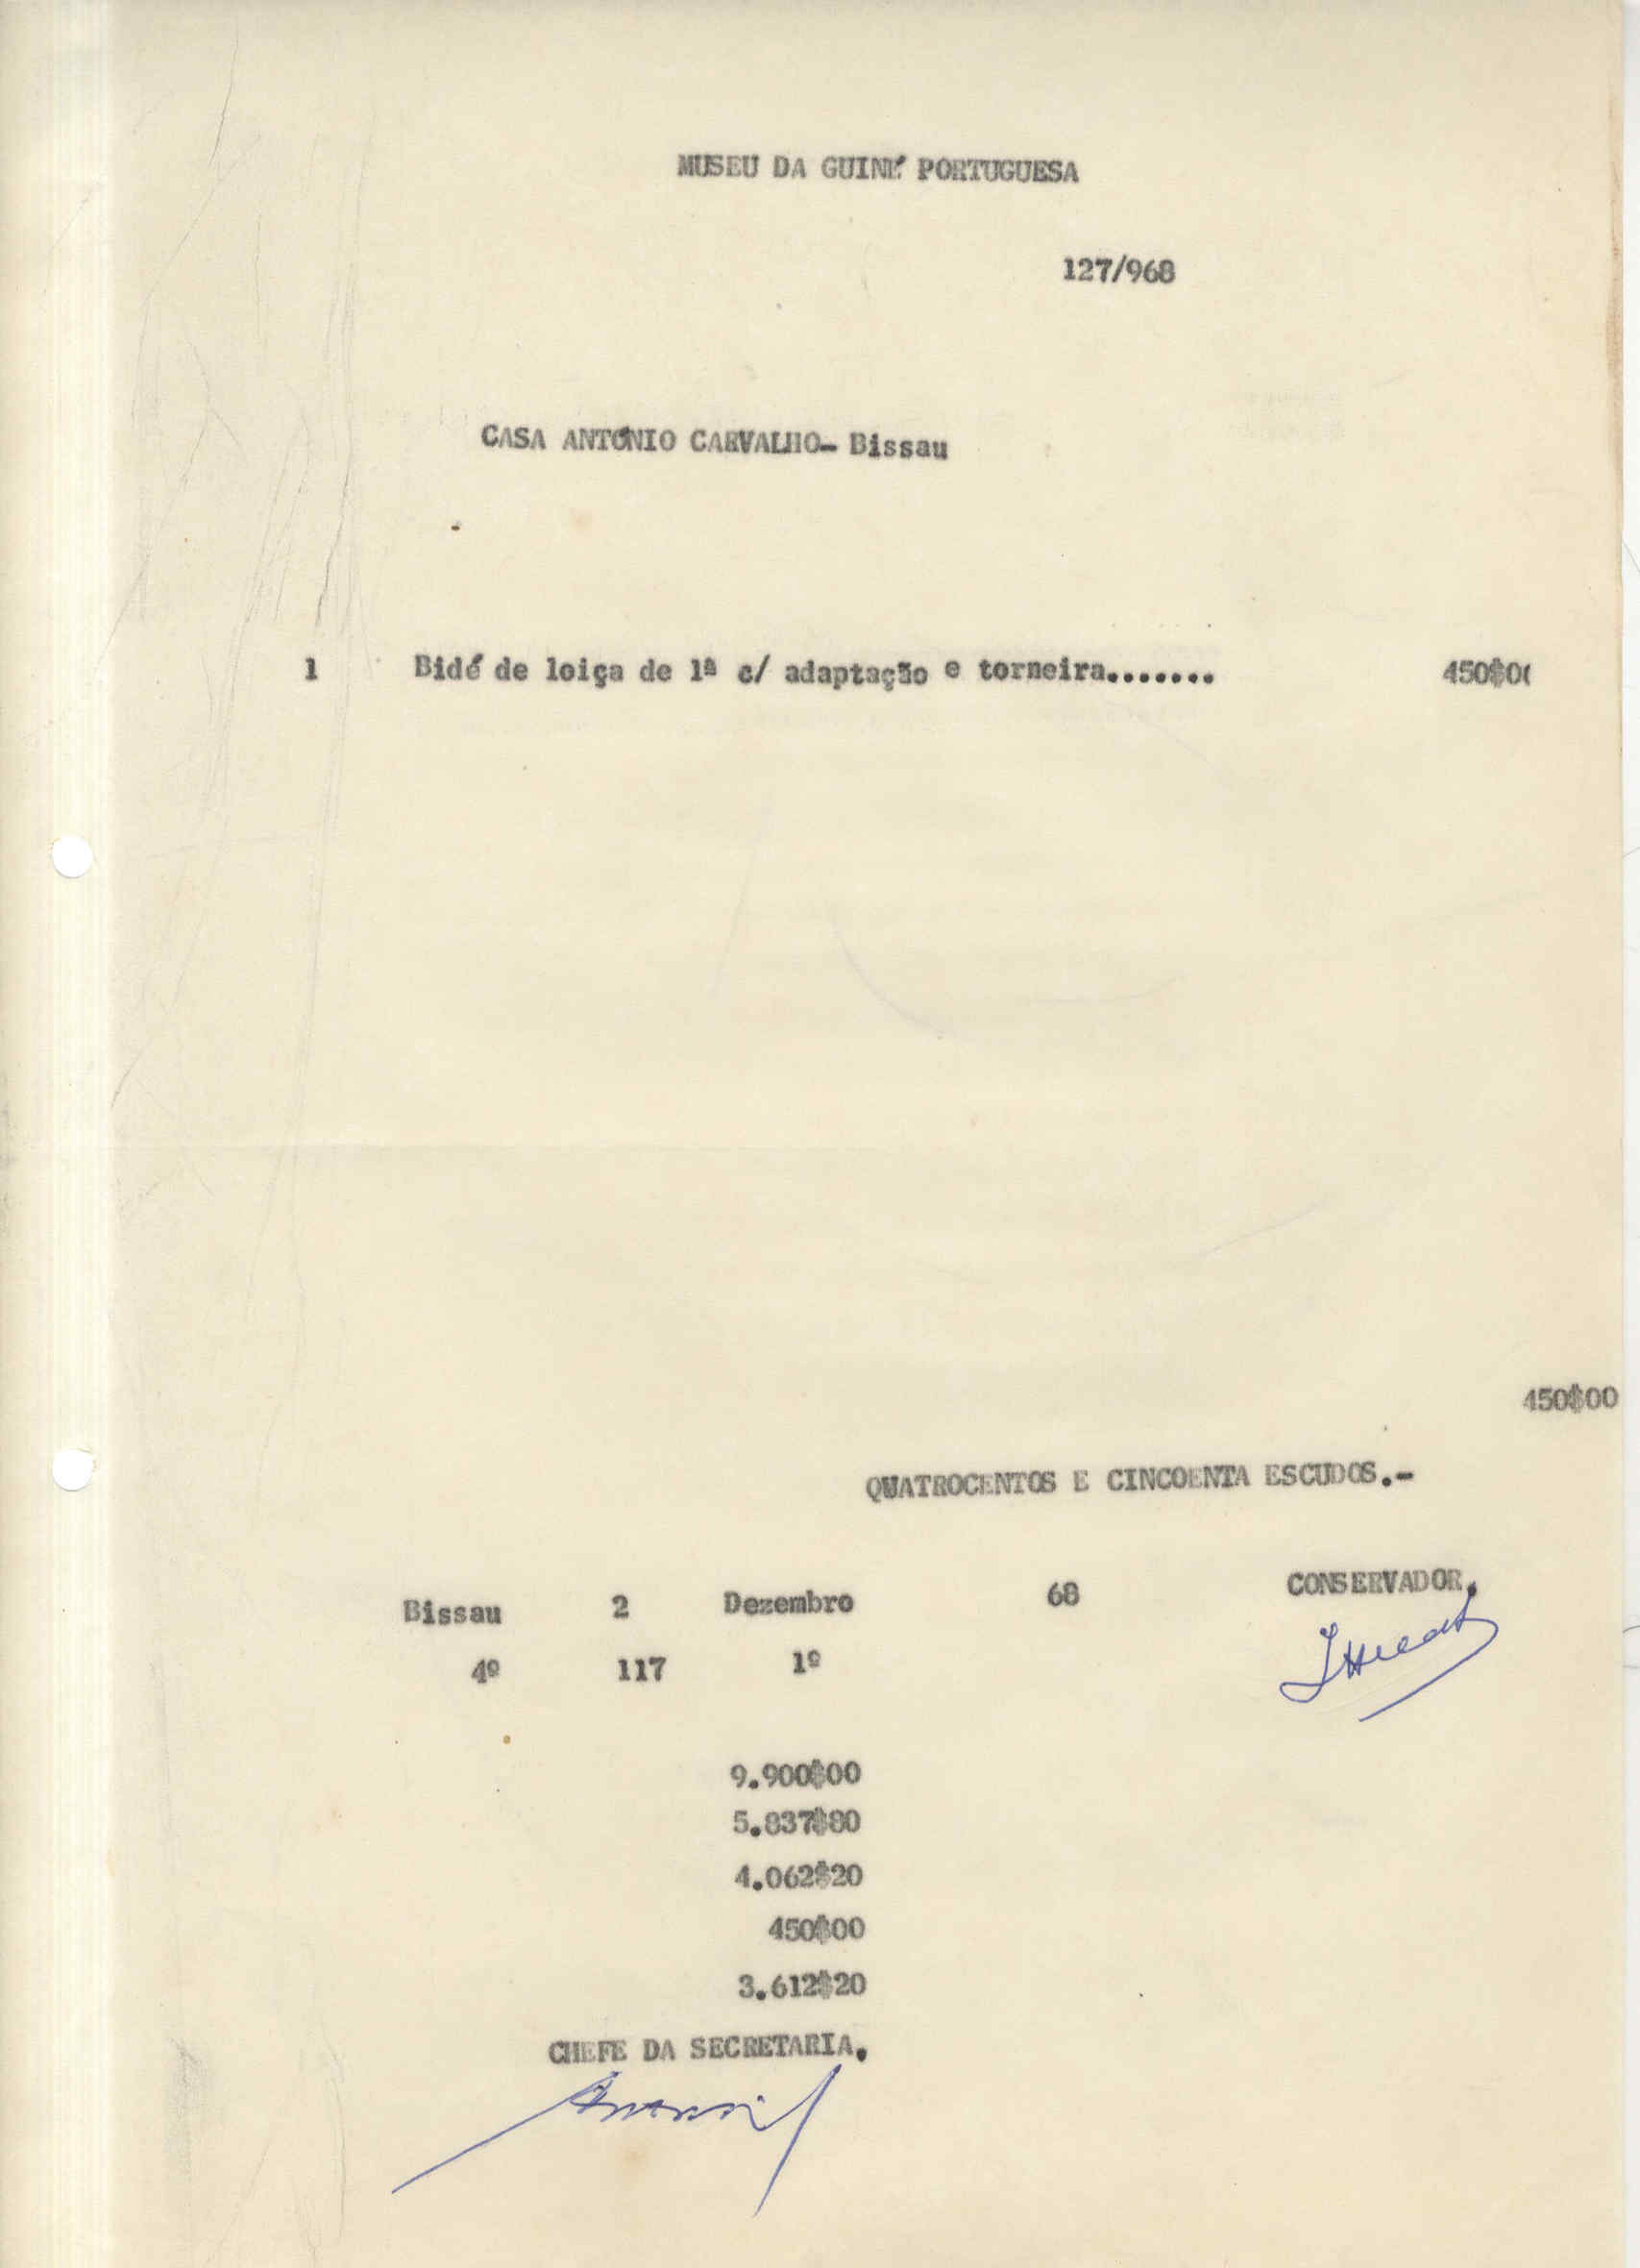 MUSEU DA GUINÉ PORTUGUESA
127/968
CASA ANTÓNIO CARVALHO- Bissau
1 Bidé de loiça de 1ª c/ adaptação e torneira....... 450$0(
450$00
QUATROCENTOS E CINCOENTA ESCUDOS.-
Bissau 2 Dezembro 68 CONSERVADOR,
4º 117 1º
9.900$00
5.837$80
4.062$20
450$00
3.612$20
CHEFE DA SECRETARIA,